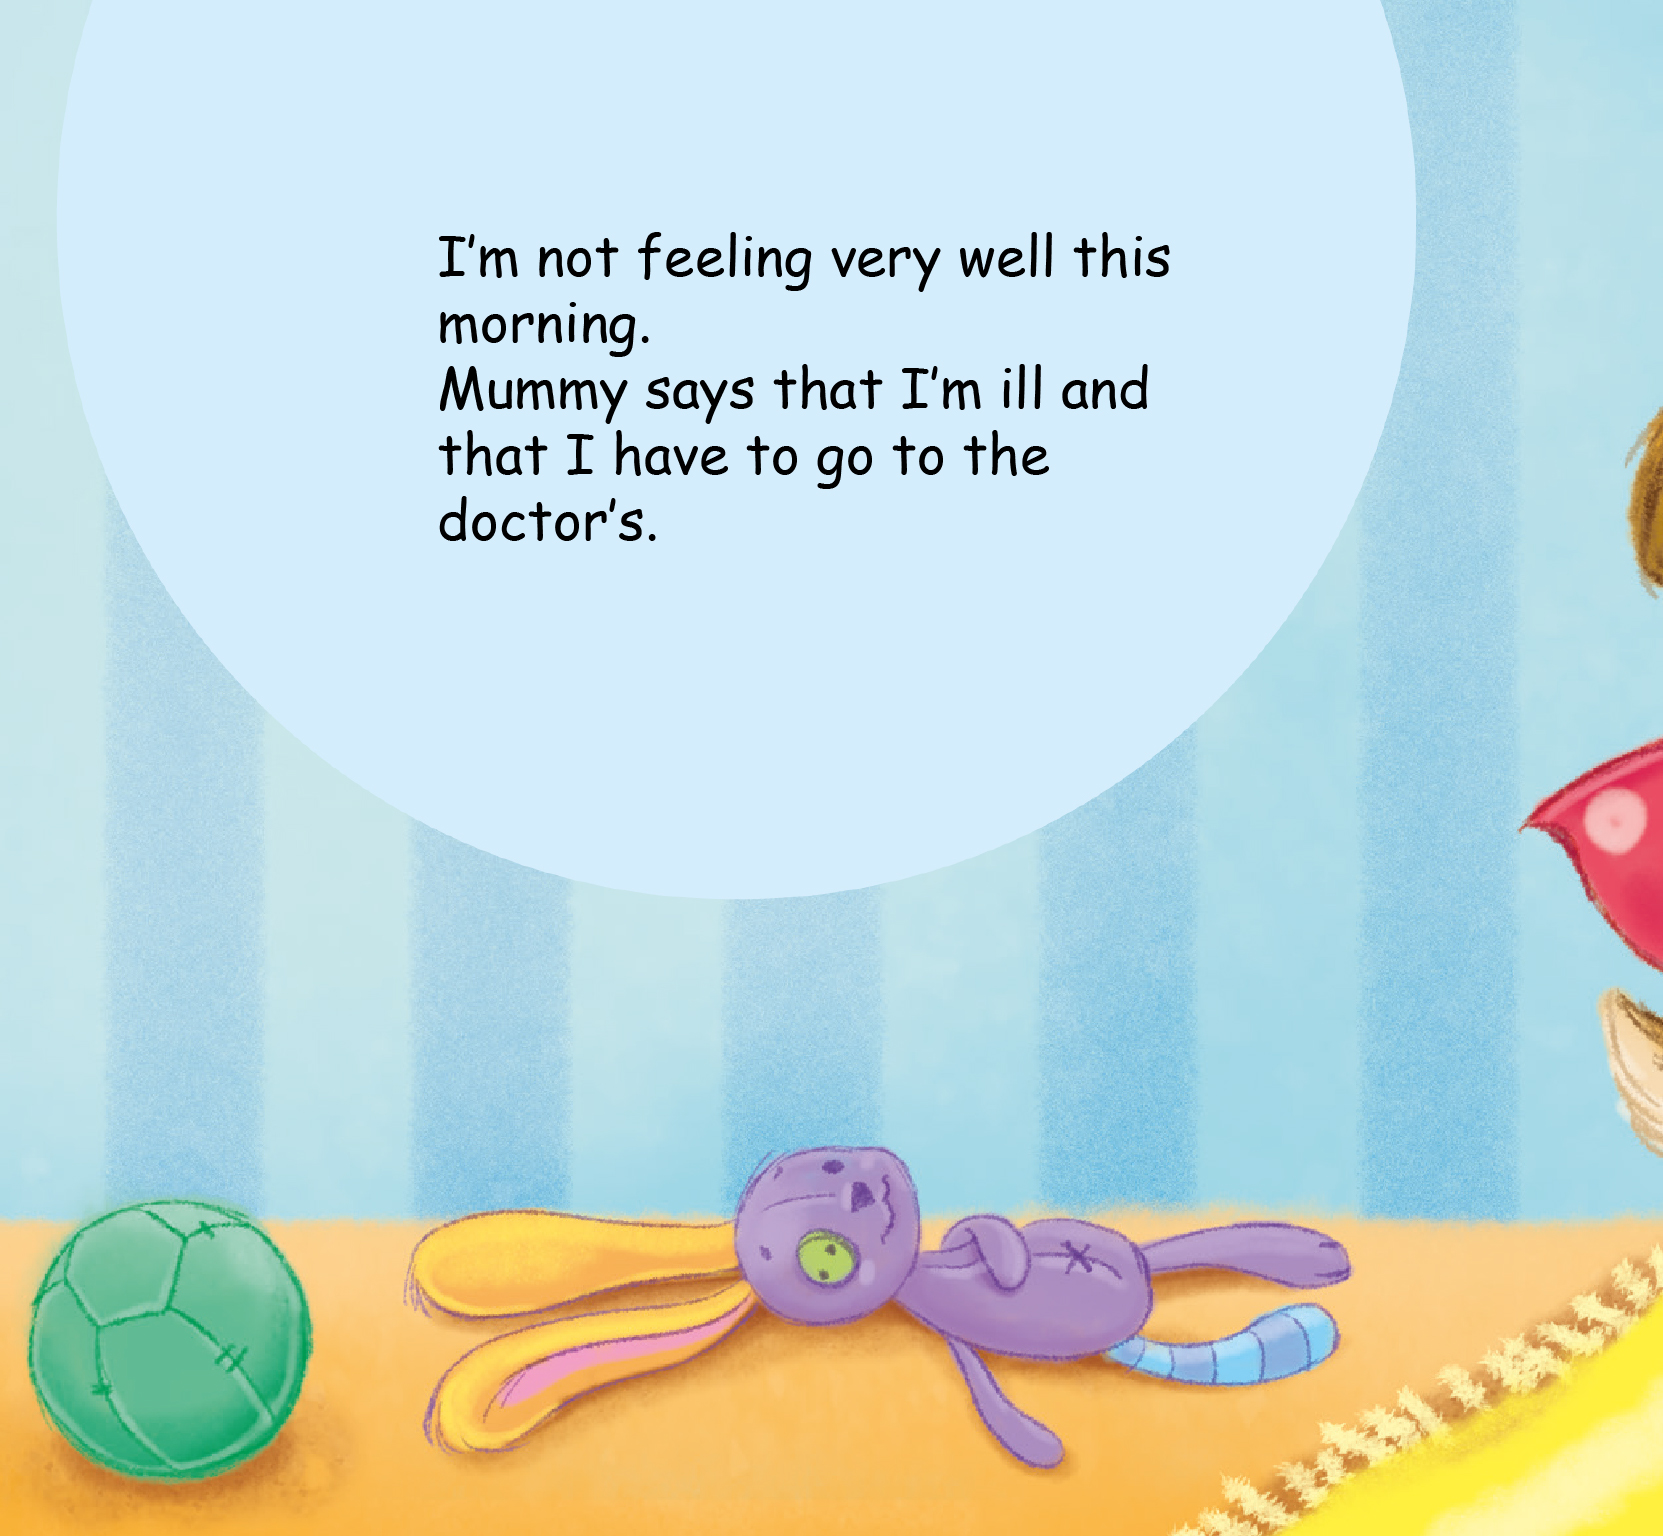 I’m not feeling very well this
morning.
Mummy says that I’m ill and
that I have to go to the
doctor’s.